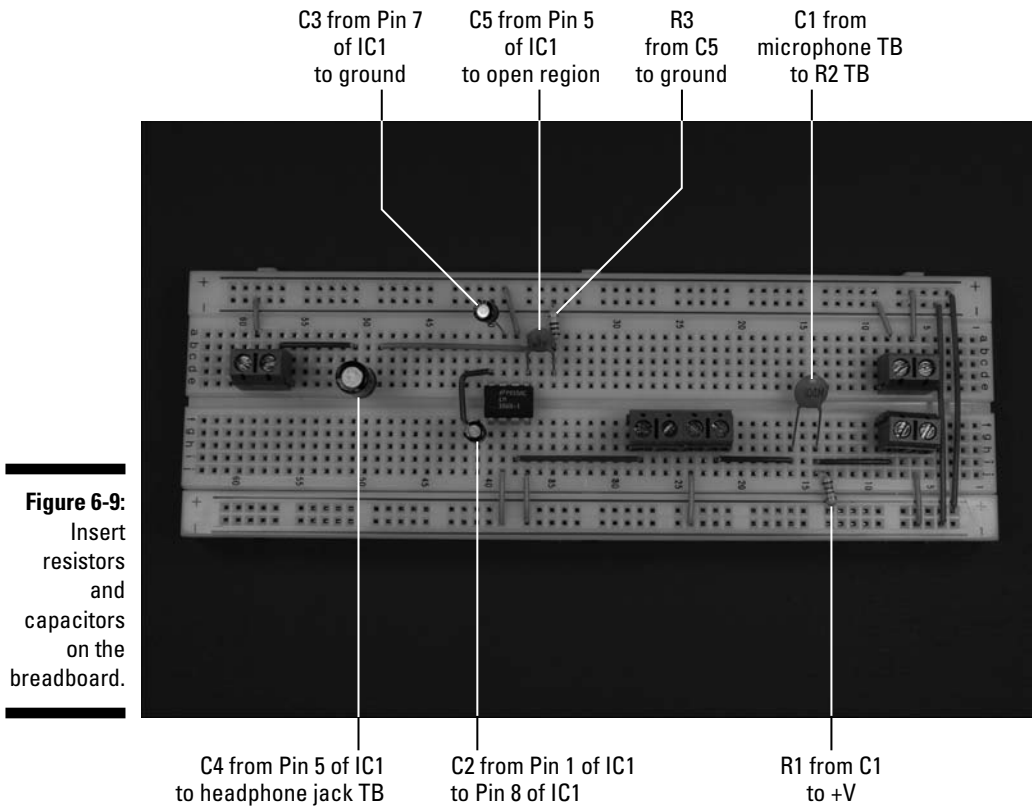 C3 from Pin 7
of IC1
to ground
C5 from Pin 5
of IC1
to open region
R3
from C5
to ground
C1 from
microphone TB
to R2 TB
Figure 6-9:
Insert
resistors
and
capacitors
on the
breadboard.
C4 from Pin 5 of IC1
to headphone jack TB
C2 from Pin 1 of IC1
to Pin 8 of IC1
R1 from C1
to +V